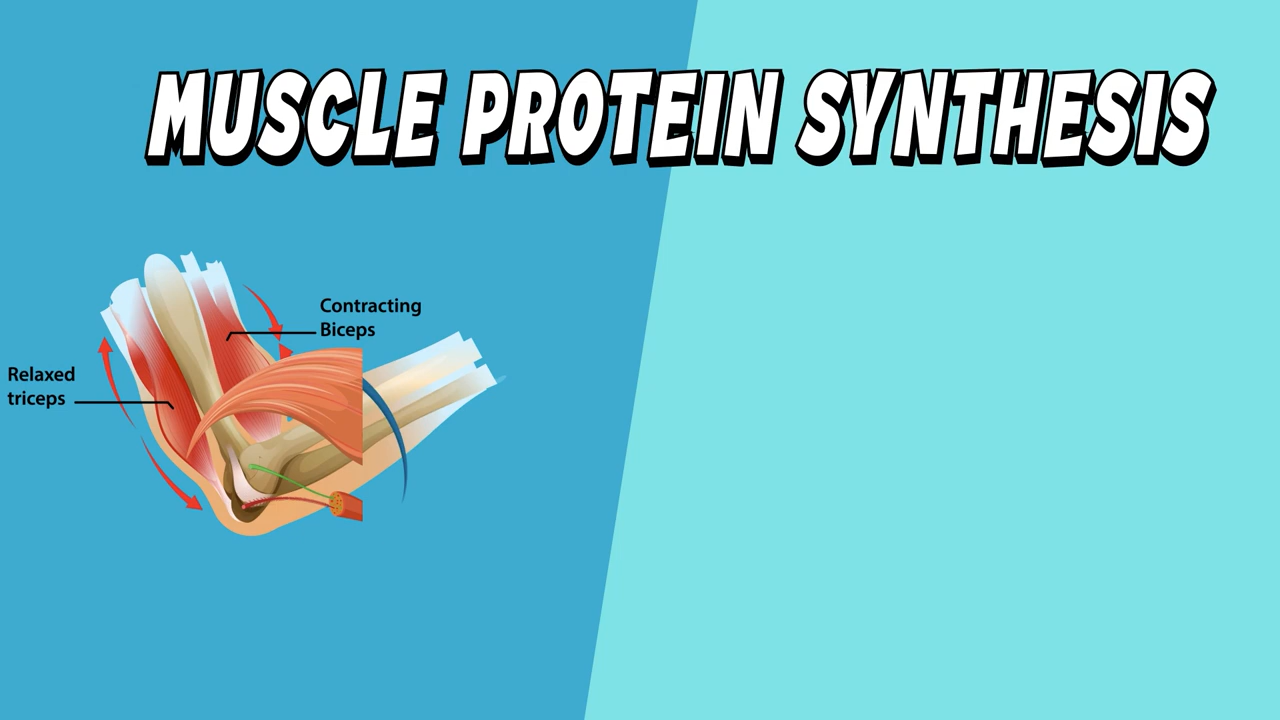 MUSCLE PROTEIN SYNTHESIS
Contracting
Biceps
Relaxed
triceps